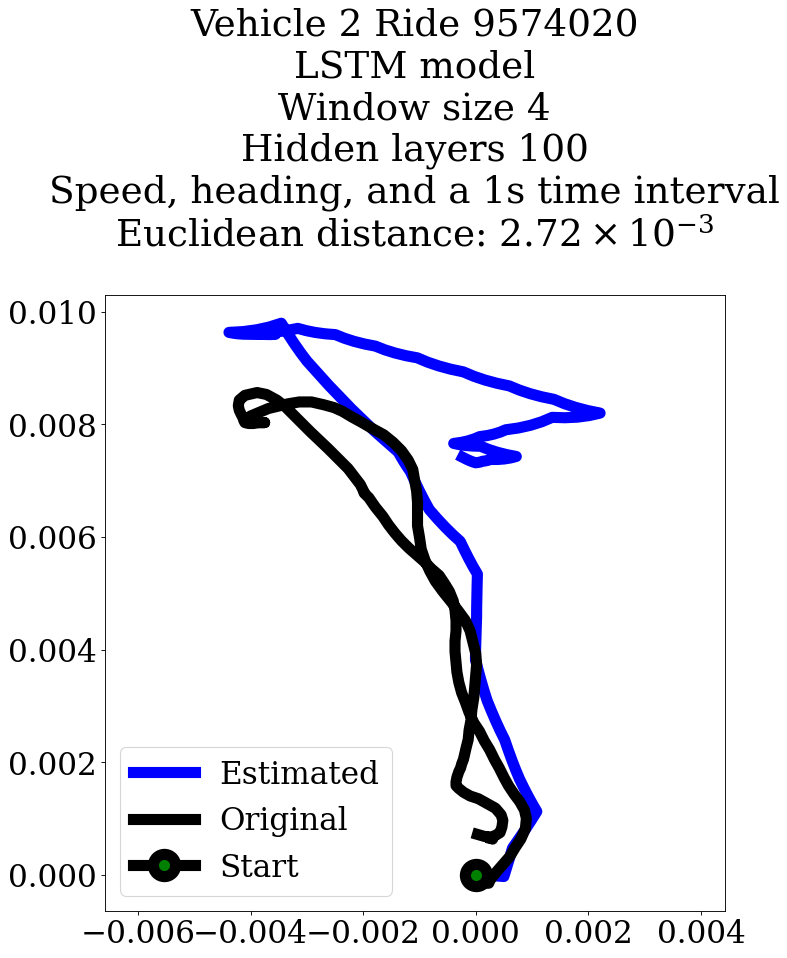 Vehicle 2 Ride 9574020
LSTM model
Window size 4
Hidden layers 100
Speed, heading, and a 1s time interval
Euclidean distance: 2.72 × 10⁻³
0.010
0.008
0.006
0.004
0.002
0.000
Estimated
Original
Start
−0.006 −0.004 −0.002 0.000 0.002 0.004